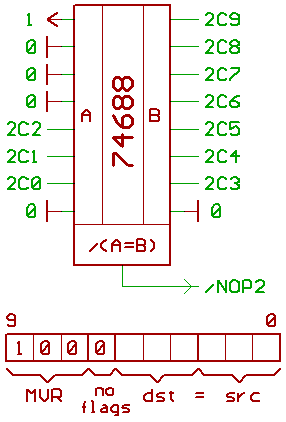 1 2C9
0 2C8
0 2C7
0 2C6
A 74688 B
2C2 2C5
2C1 2C4
2C0 2C3
0 0
/(A=B)
/NOP2
9 0
1 0 0 0
MVR no flags dst = src